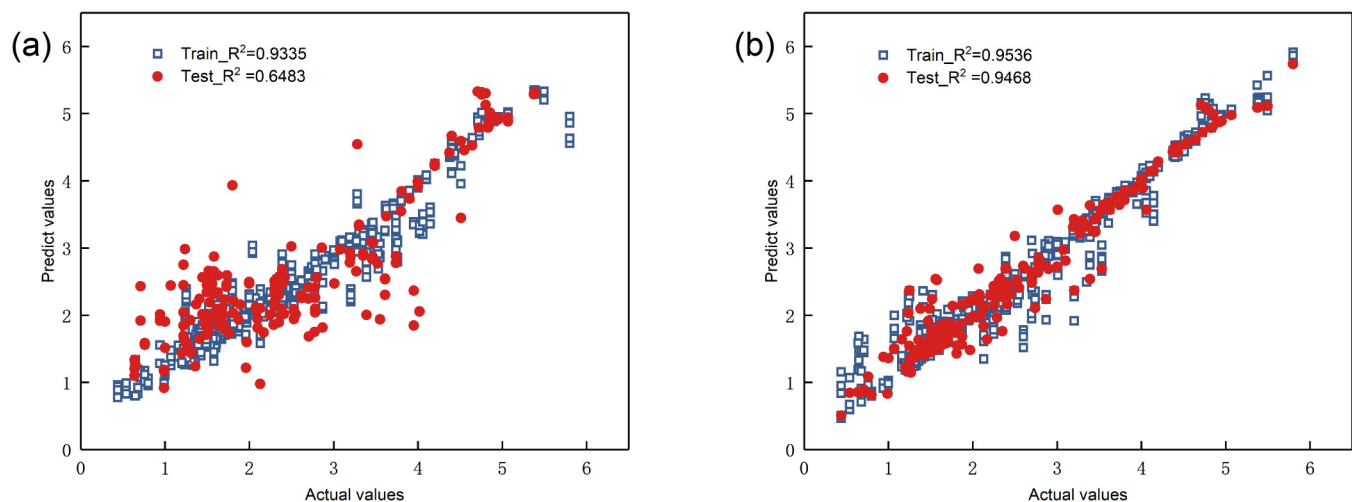 (a)
Train_R²=0.9335
Test_R² =0.6483
6
5
4
3
2
1
0
Predict values
0 1 2 3 4 5 6
Actual values
(b)
Train_R²=0.9536
Test_R² =0.9468
6
5
4
3
2
1
0
Predict values
0 1 2 3 4 5 6
Actual values